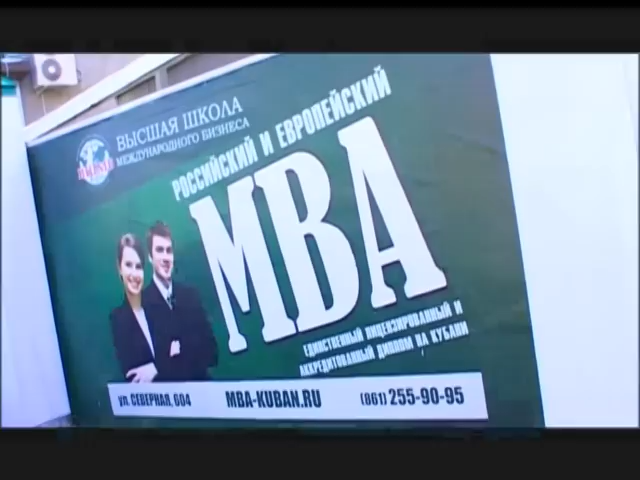 ВЫСШАЯ ШКОЛА
МЕЖДУНАРОДНОГО БИЗНЕСА
РОССИЙСКИЙ И ЕВРОПЕЙСКИЙ
MBA
ЕДИНСТВЕННЫЙ ЛИЦЕНЗИРОВАННЫЙ И
АККРЕДИТОВАННЫЙ ДИПЛОМ НА КУБАНИ
ул. СЕВЕРНАЯ, 604 MBA-KUBAN.RU (861) 255-90-95